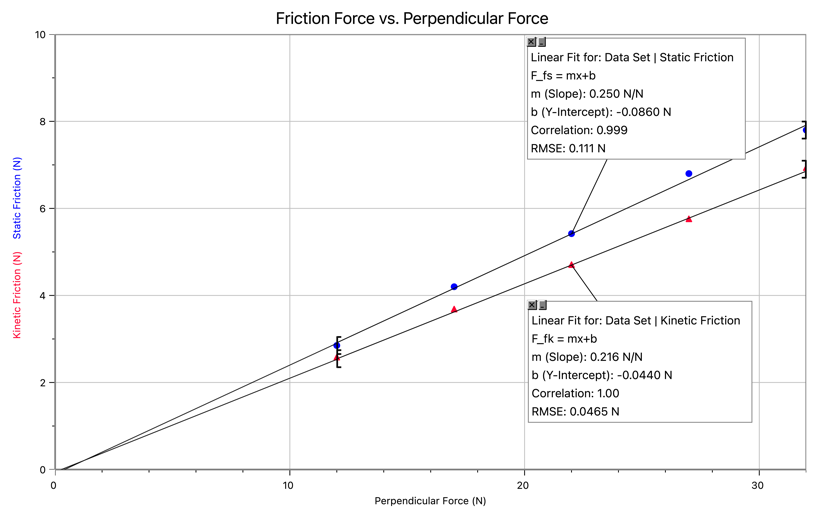 Friction Force vs. Perpendicular Force
10
8
6
4
2
0
Static Friction (N)
Kinetic Friction (N)
Linear Fit for: Data Set | Static Friction
F_fs = mx+b
m (Slope): 0.250 N/N
b (Y-Intercept): -0.0860 N
Correlation: 0.999
RMSE: 0.111 N
Linear Fit for: Data Set | Kinetic Friction
F_fk = mx+b
m (Slope): 0.216 N/N
b (Y-Intercept): -0.0440 N
Correlation: 1.00
RMSE: 0.0465 N
0 10 20 30
Perpendicular Force (N)